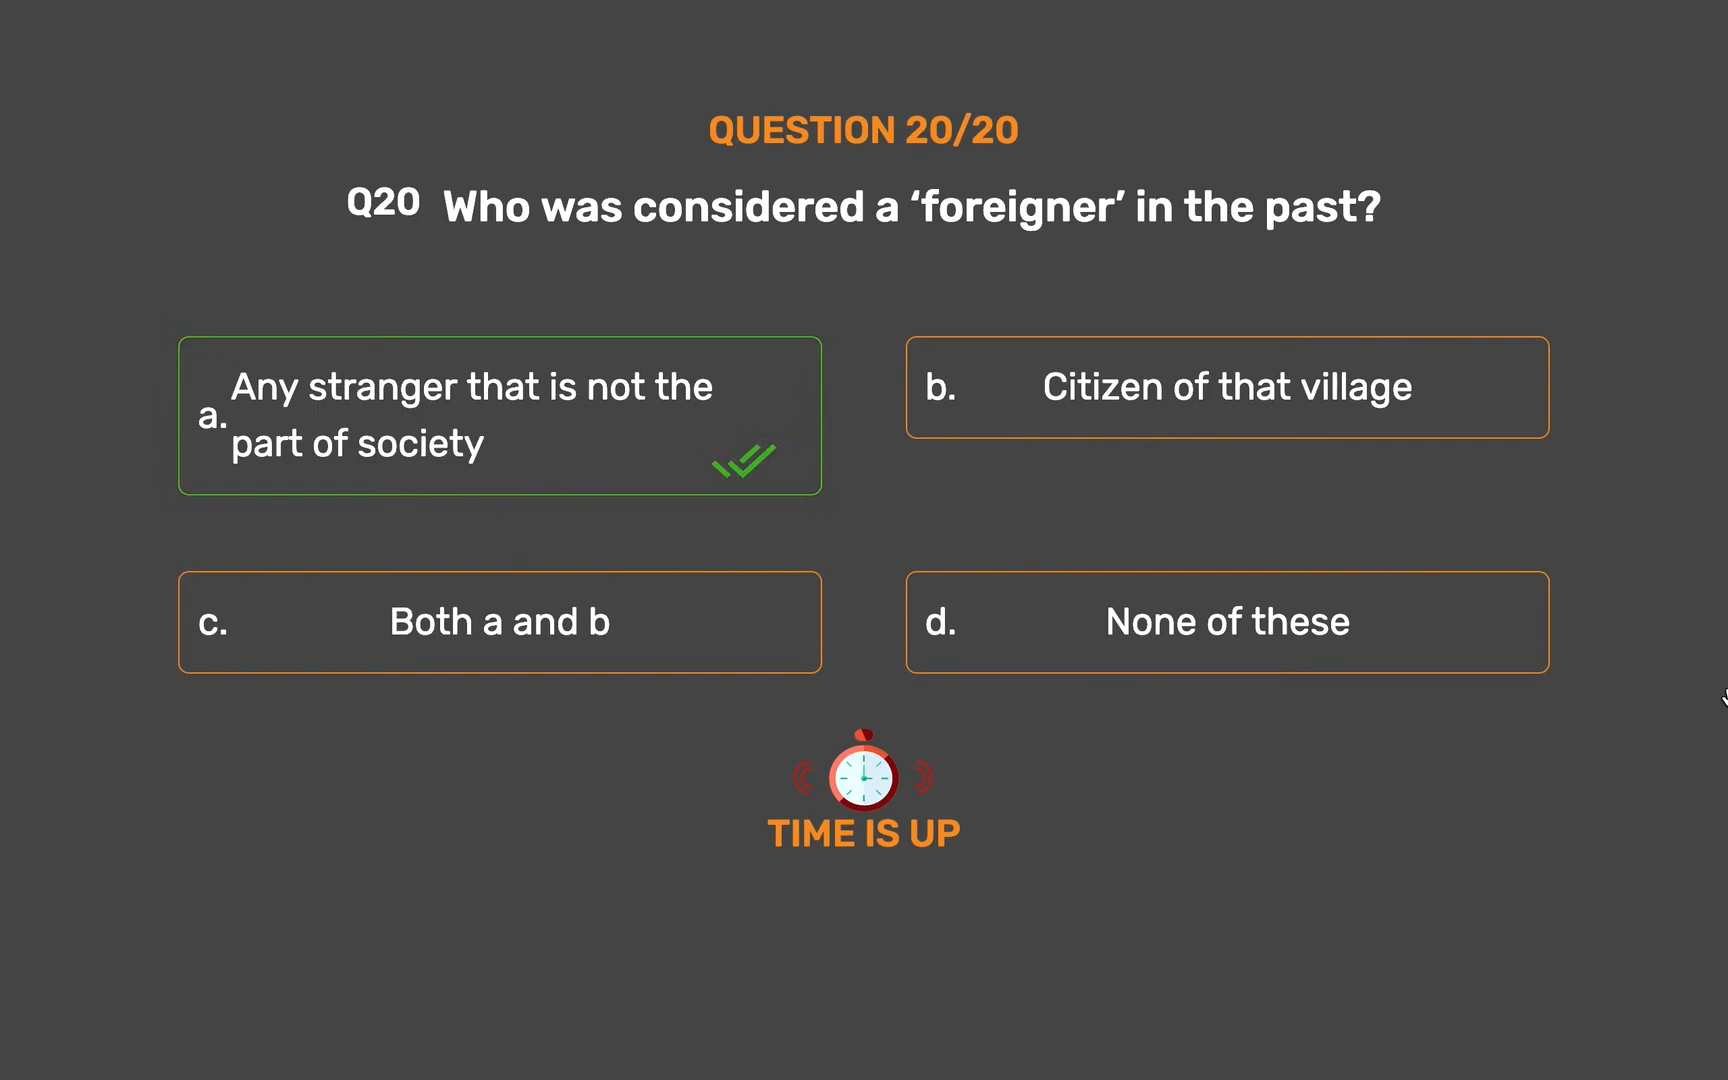 QUESTION 20/20
Q20 Who was considered a ‘foreigner’ in the past?
a. Any stranger that is not the
part of society
b. Citizen of that village
c. Both a and b
d. None of these
TIME IS UP